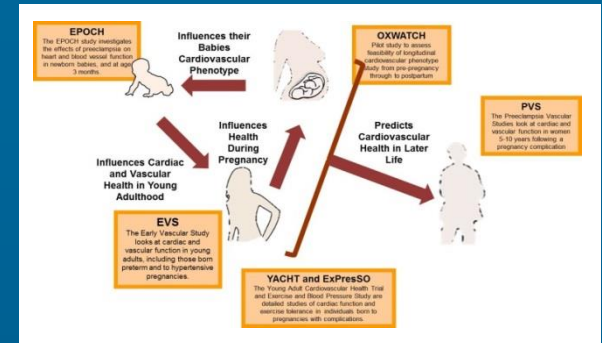 EPOCH
The EPOCH study investigates
the effects of preeclampsia on
heart and blood vessel function
in newborn babies, and at age
3 months.
Influences their
Babies
Cardiovascular
Phenotype
OXWATCH
Pilot study to assess
feasibility of longitudinal
cardiovascular phenotype
study from pre-pregnancy
through to postpartum
PVS
The Preeclampsia Vascular
Studies look at cardiac and
vascular function in women
5-10 years following a
pregnancy complication
Influences
Health
During
Pregnancy
Predicts
Cardiovascular
Health in Later
Life
Influences Cardiac
and Vascular
Health in Young
Adulthood
EVS
The Early Vascular Study
looks at cardiac and
vascular function in young
adults, including those born
preterm and to hypertensive
pregnancies.
YACHT and ExPresSO
The Young Adult Cardiovascular Health Trial
and Exercise and Blood Pressure Study are
detailed studies of cardiac function and
exercise tolerance in individuals born to
pregnancies with complications.